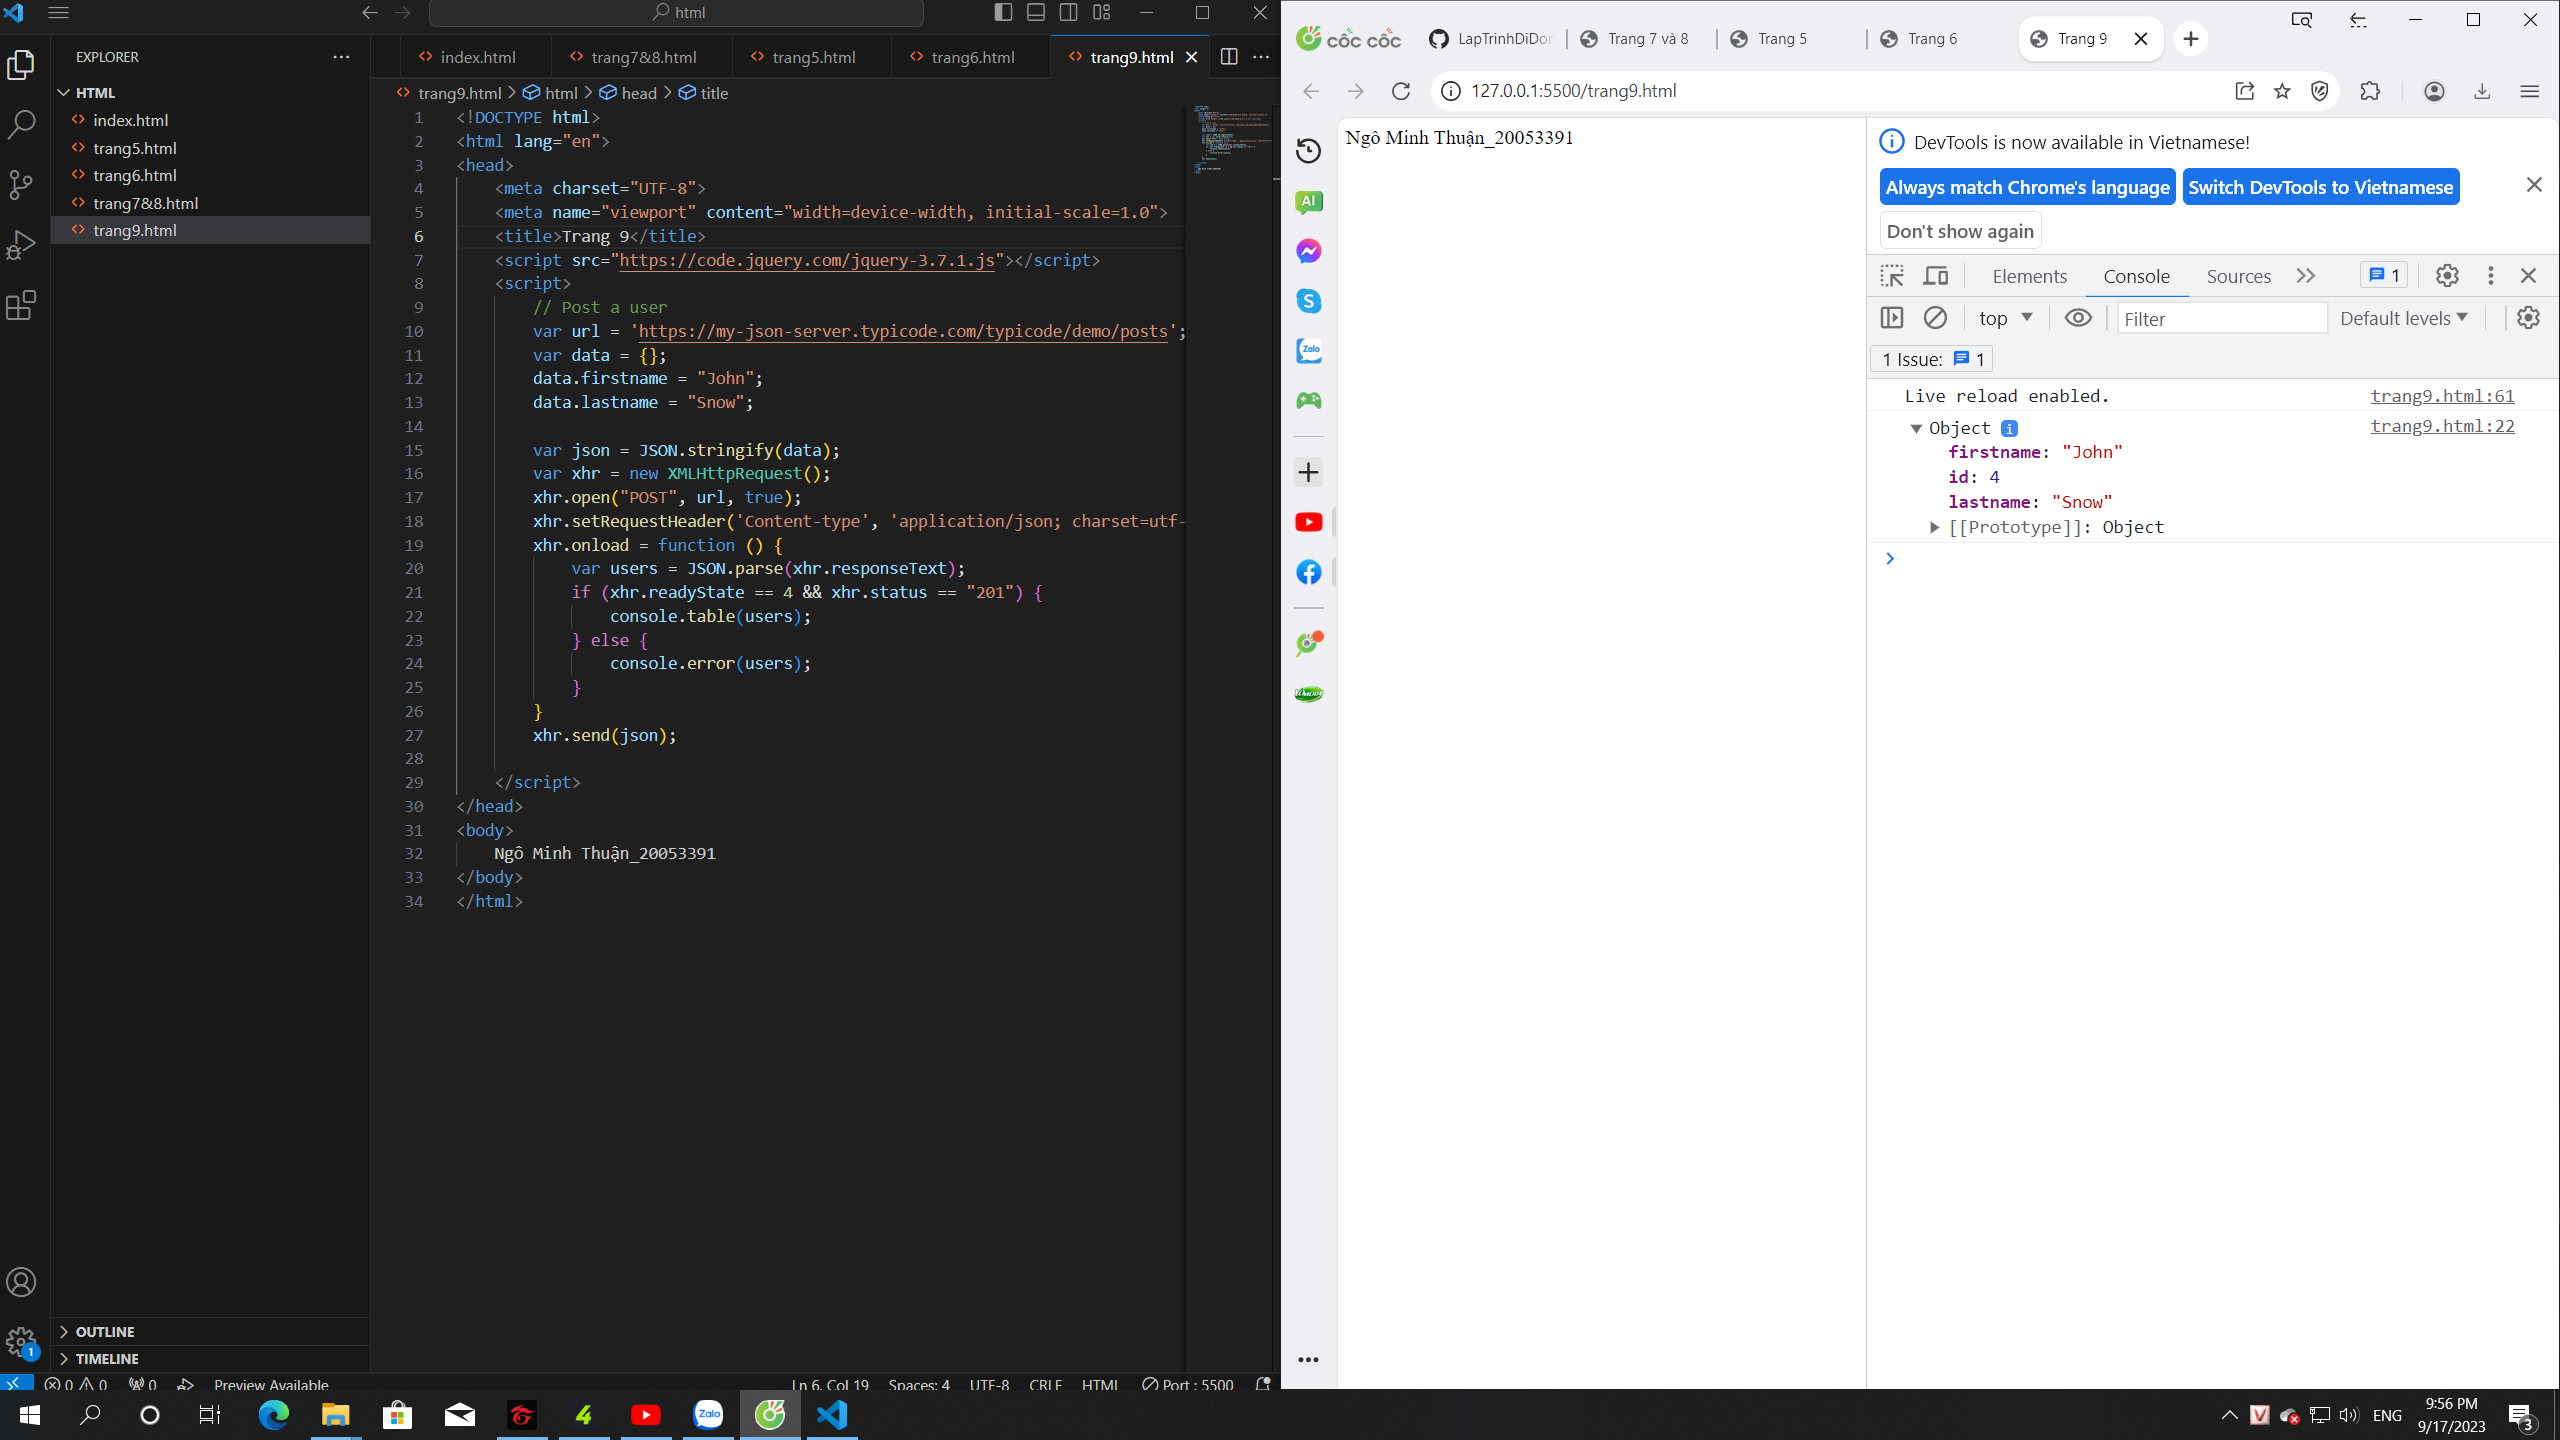 html
EXPLORER
HTML
index.html
trang5.html
trang6.html
trang7&8.html
trang9.html
OUTLINE
TIMELINE
index.html
trang7&8.html
trang5.html
trang6.html
trang9.html
trang9.html > html > head > title
1 <!DOCTYPE html>
2 <html lang="en">
3 <head>
4 <meta charset="UTF-8">
5 <meta name="viewport" content="width=device-width, initial-scale=1.0">
6 <title>Trang 9</title>
7 <script src="https://code.jquery.com/jquery-3.7.1.js"></script>
8 <script>
9 // Post a user
10 var url = 'https://my-json-server.typicode.com/typicode/demo/posts';
11 var data = {};
12 data.firstname = "John";
13 data.lastname = "Snow";
14
15 var json = JSON.stringify(data);
16 var xhr = new XMLHttpRequest();
17 xhr.open("POST", url, true);
18 xhr.setRequestHeader('Content-type', 'application/json; charset=utf-
19 xhr.onload = function () {
20 var users = JSON.parse(xhr.responseText);
21 if (xhr.readyState == 4 && xhr.status == "201") {
22 console.table(users);
23 } else {
24 console.error(users);
25 }
26 }
27 xhr.send(json);
28
29 </script>
30 </head>
31 <body>
32 Ngô Minh Thuận_20053391
33 </body>
34 </html>
1
0 0 0 Preview Available
Ln 6, Col 19 Spaces: 4 UTF-8 CRLF HTML Port : 5500
cốc cốc
LapTrinhDiDon
Trang 7 và 8
Trang 5
Trang 6
Trang 9
127.0.0.1:5500/trang9.html
AI
Zalo
Ngô Minh Thuận_20053391
DevTools is now available in Vietnamese!
Always match Chrome's language
Switch DevTools to Vietnamese
Don't show again
Elements Console Sources 1
top Filter Default levels
1 Issue: 1
Live reload enabled. trang9.html:61
Object i trang9.html:22
firstname: "John"
id: 4
lastname: "Snow"
[[Prototype]]: Object
Zalo
ENG
9:56 PM
9/17/2023
3